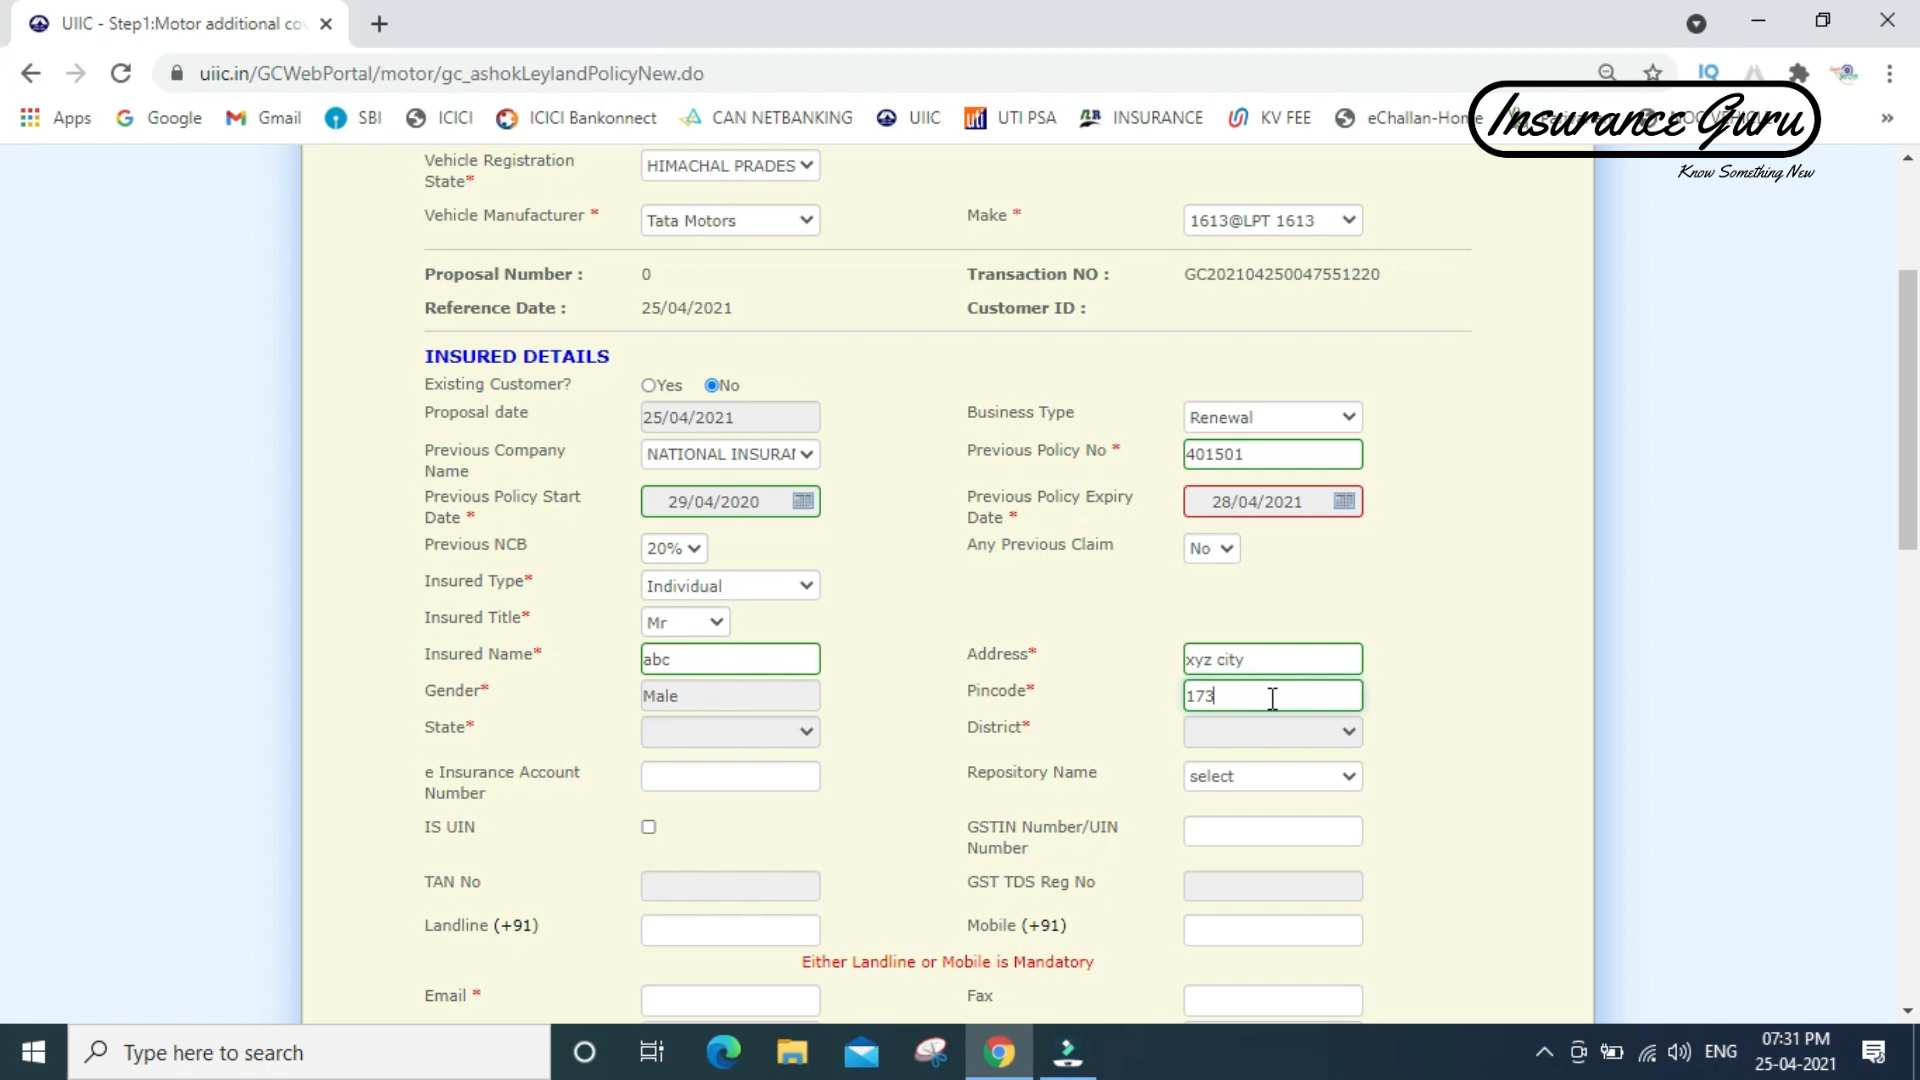 UIIC - Step1:Motor additional co
uiic.in/GCWebPortal/motor/gc_ashokLeylandPolicyNew.do
IQ
Apps
Google
Gmail
SBI
ICICI
ICICI Bankonnect
CAN NETBANKING
UIIC
uti UTI PSA
INSURANCE
KV FEE
eChallan-Home
Insurance Guru
Know Something New
Vehicle Registration
State*
HIMACHAL PRADES
Vehicle Manufacturer *
Tata Motors
Make *
1613@LPT 1613
Proposal Number :
0
Transaction NO :
GC202104250047551220
Reference Date :
25/04/2021
Customer ID :
INSURED DETAILS
Existing Customer?
Yes
No
Proposal date
25/04/2021
Business Type
Renewal
Previous Company
Name
NATIONAL INSURAN
Previous Policy No *
401501
Previous Policy Start
Date *
29/04/2020
Previous Policy Expiry
Date *
28/04/2021
Previous NCB
20%
Any Previous Claim
No
Insured Type*
Individual
Insured Title*
Mr
Insured Name*
abc
Address*
xyz city
Gender*
Male
Pincode*
173
State*
District*
e Insurance Account
Number
Repository Name
select
IS UIN
GSTIN Number/UIN
Number
TAN No
GST TDS Reg No
Landline (+91)
Mobile (+91)
Either Landline or Mobile is Mandatory
Email *
Fax
Type here to search
ENG
07:31 PM
25-04-2021